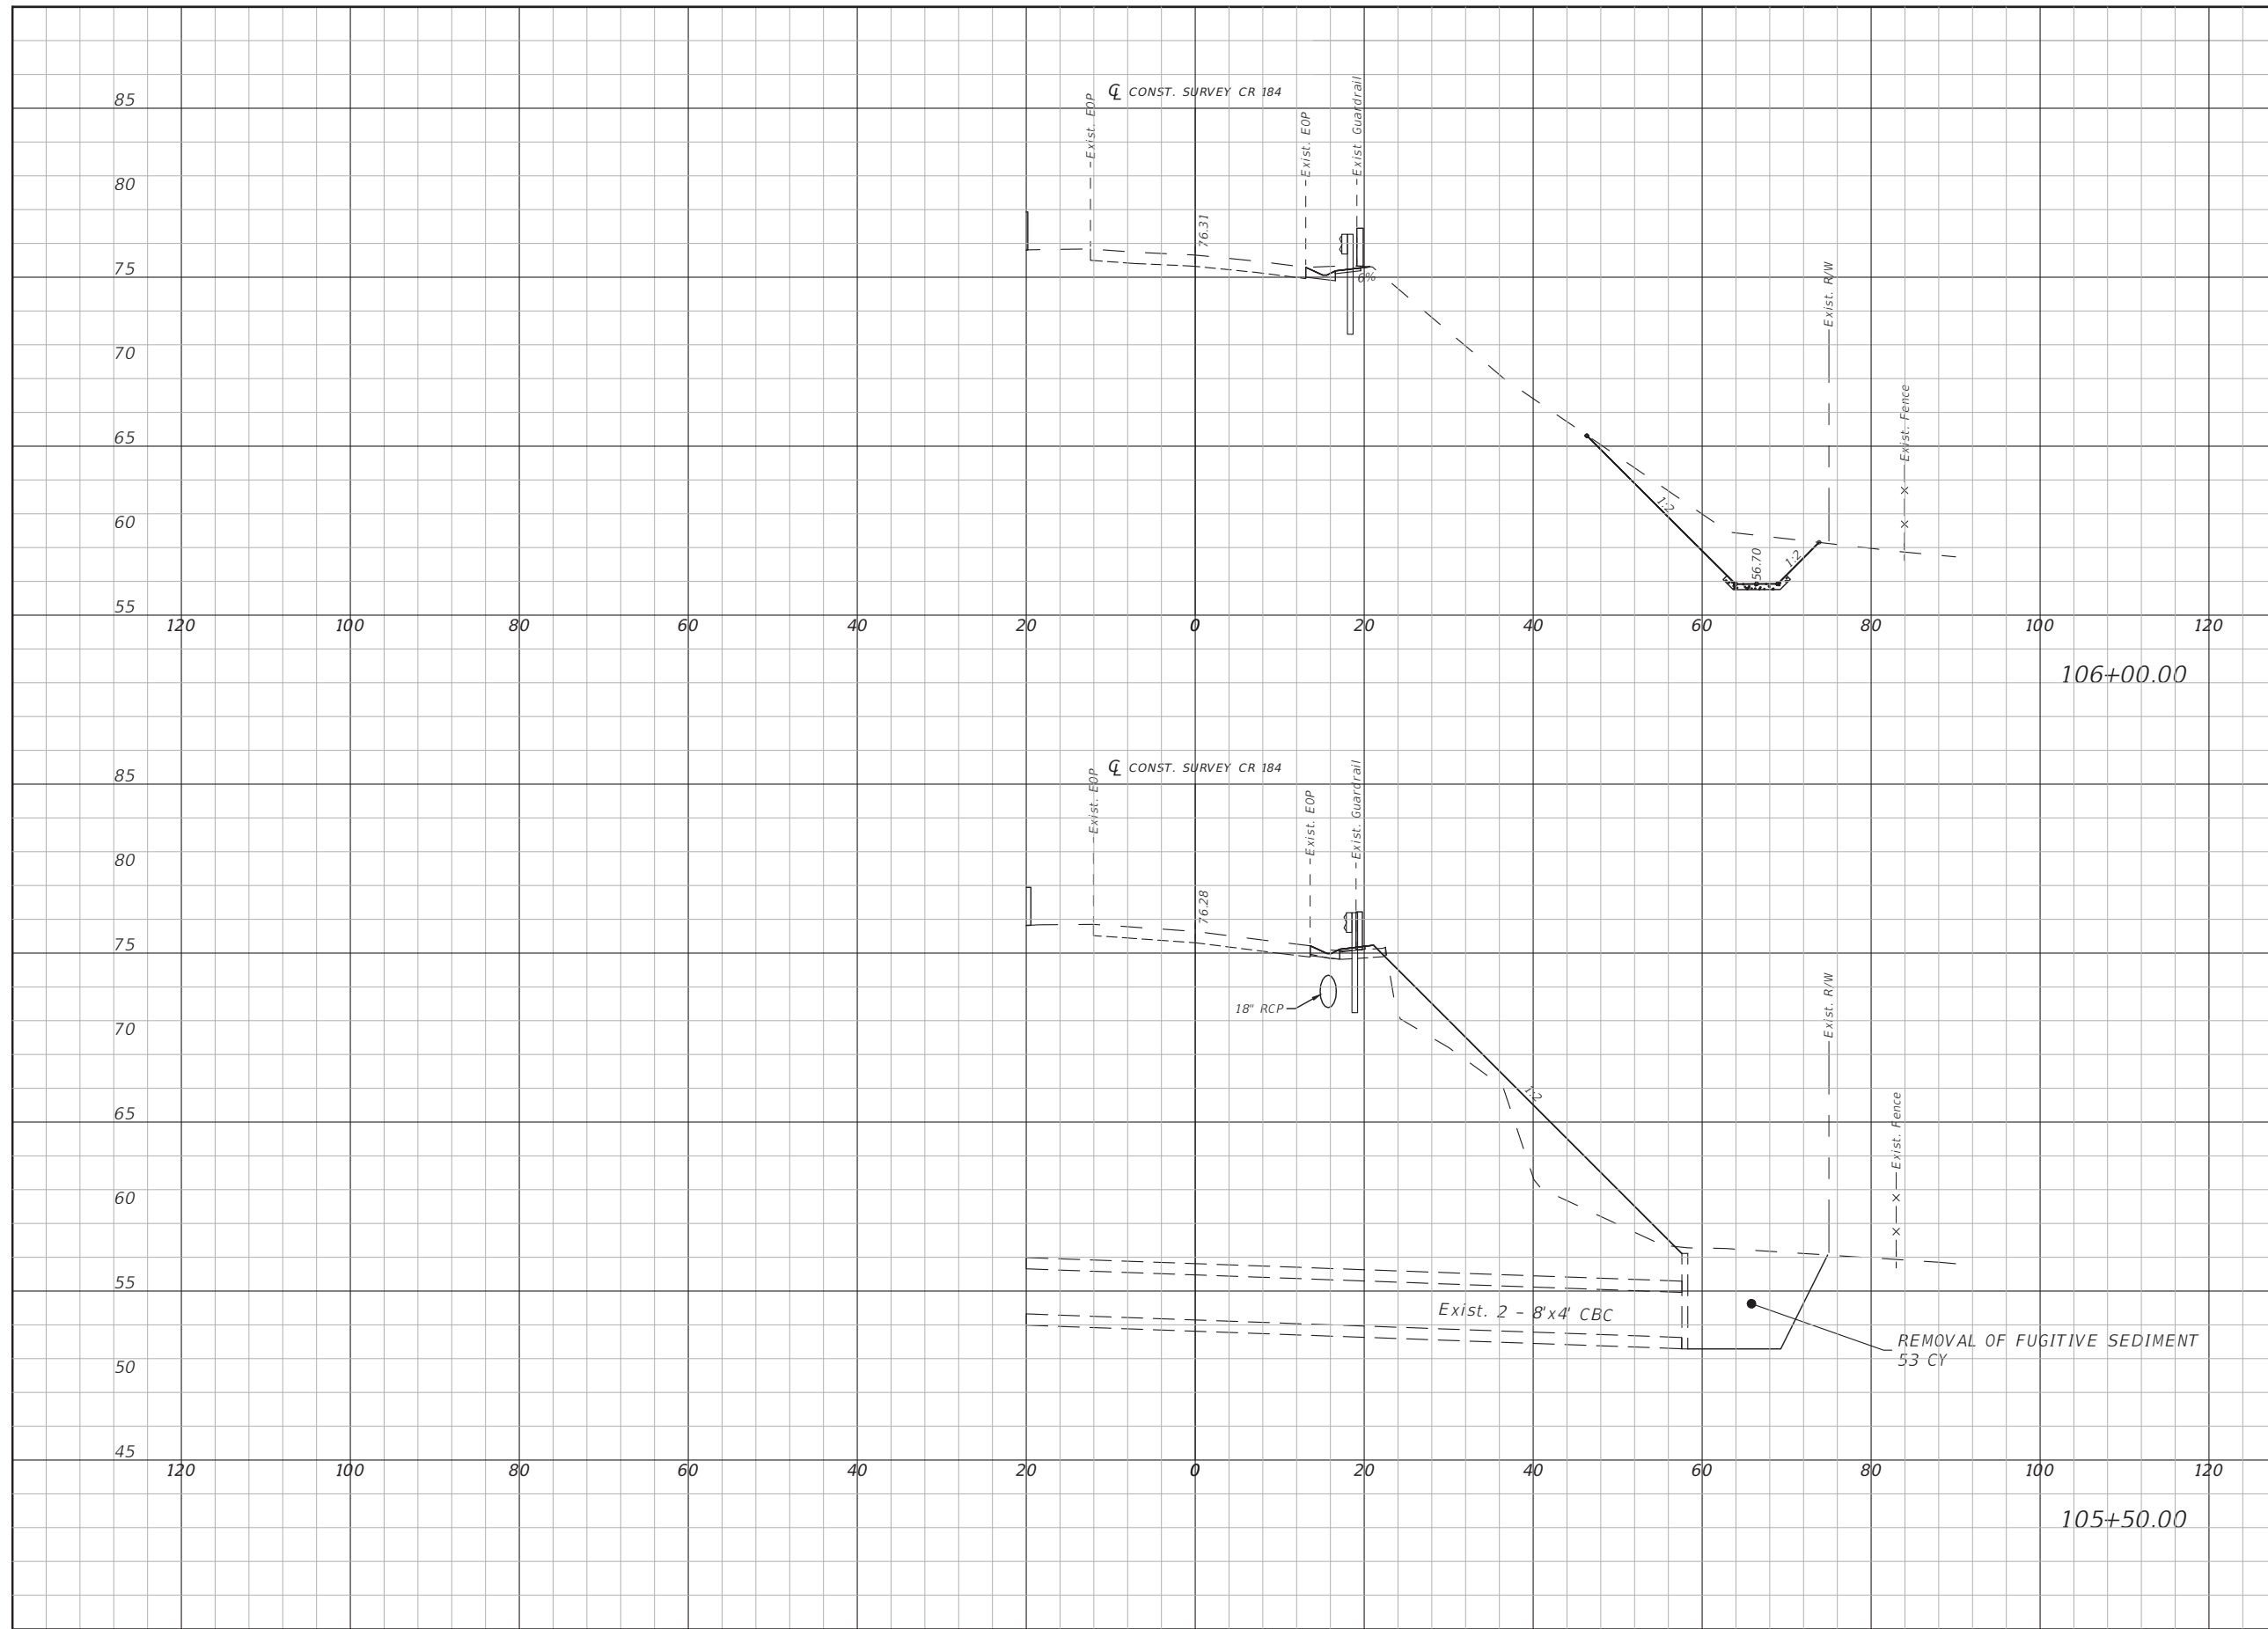 85
℄ CONST. SURVEY CR 184
Exist. EOP
Exist. EOP
Exist Guardrail
80
76.31
75
6%
Exist. R/W
70
65
Exist. Fence
×
×
60
1:2
56.70
1:2
55
120 100 80 60 40 20 0 20 40 60 80 100 120
106+00.00
85
℄ CONST. SURVEY CR 184
Exist. EOP
Exist. EOP
Exist. Guardrail
80
76.28
75
18" RCP
Exist. R/W
70
1:2
65
Exist. Fence
×
×
60
55
Exist. 2 - 8'x4' CBC
REMOVAL OF FUGITIVE SEDIMENT
53 CY
50
45
120 100 80 60 40 20 0 20 40 60 80 100 120
105+50.00